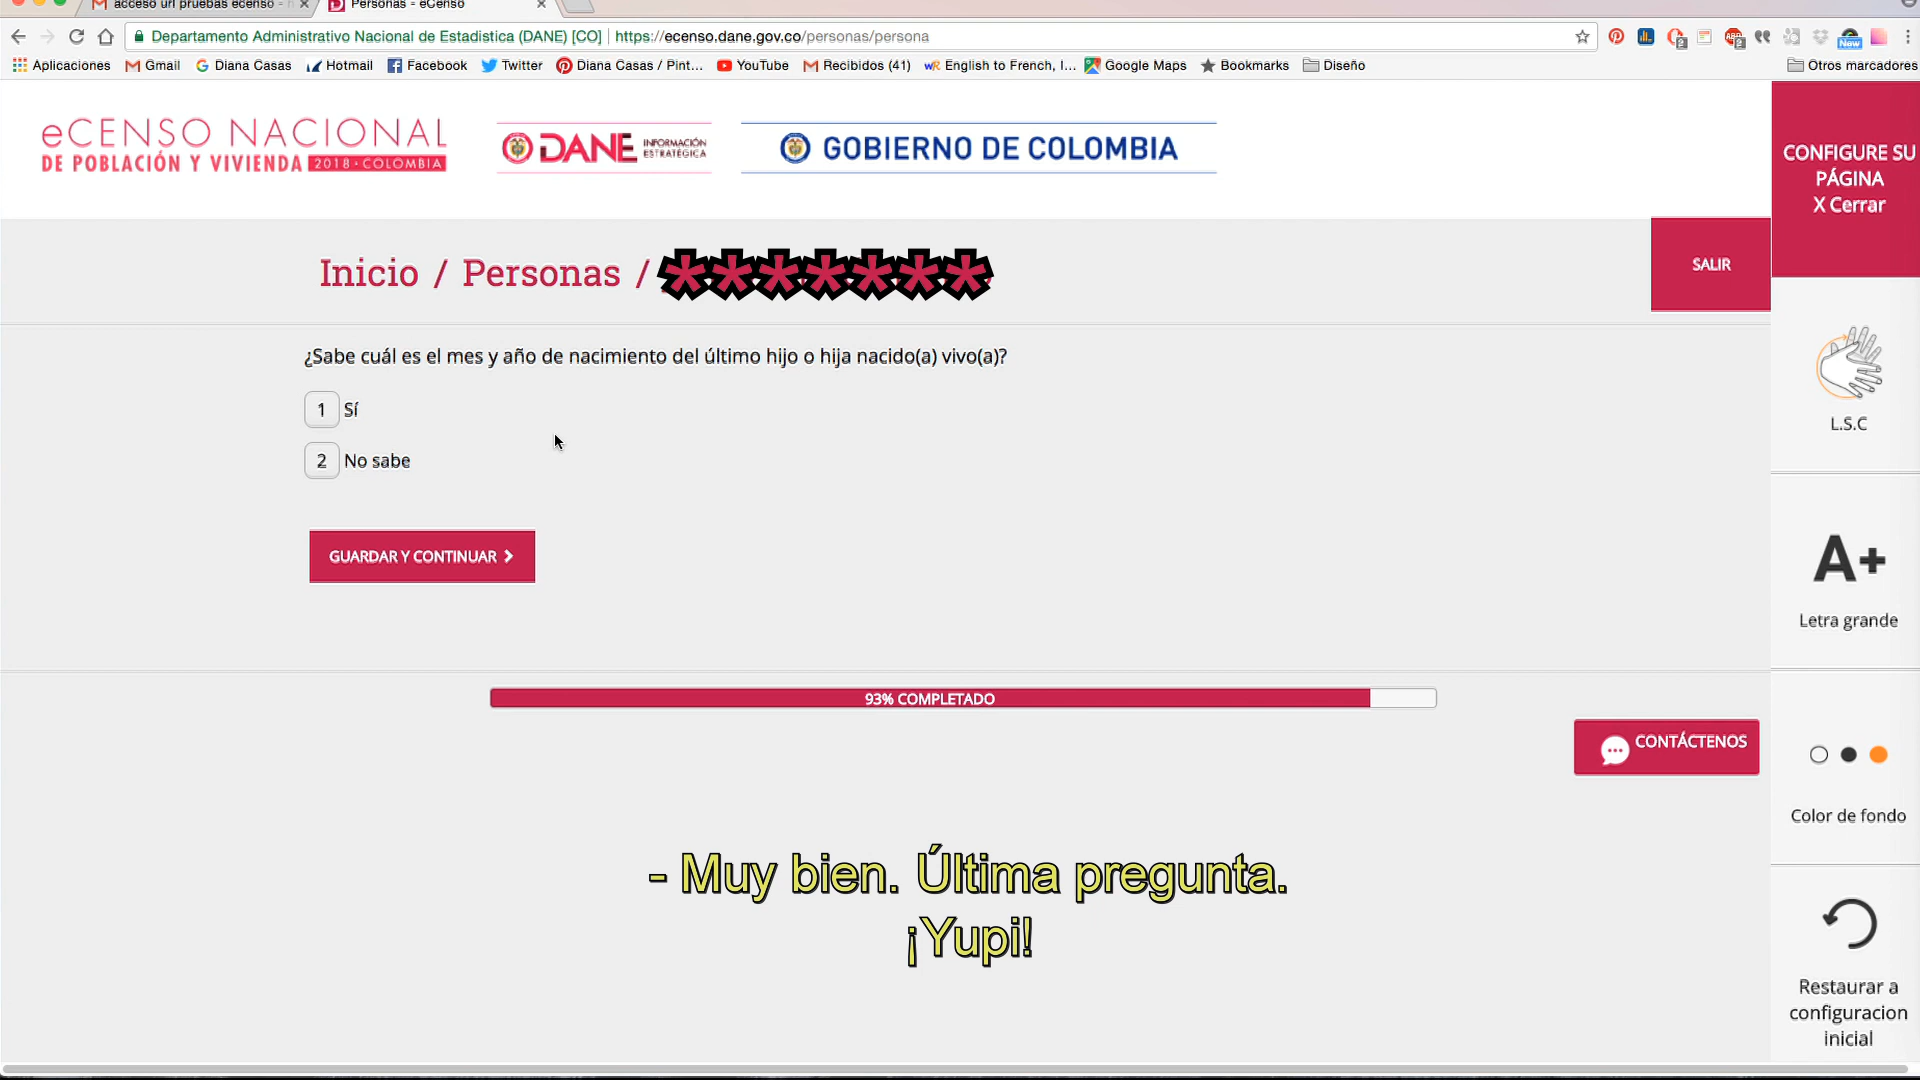 acceso url pruebas ecenso -
Personas - eCenso
Departamento Administrativo Nacional de Estadistica (DANE) [CO] | https://ecenso.dane.gov.co/personas/persona
Aplicaciones Gmail Diana Casas Hotmail Facebook Twitter Diana Casas / Pint... YouTube Recibidos (41) English to French, I... Google Maps Bookmarks Diseño Otros marcadores
eCENSO NACIONAL
DE POBLACIÓN Y VIVIENDA 2018 • COLOMBIA
DANE INFORMACIÓN ESTRATÉGICA
GOBIERNO DE COLOMBIA
CONFIGURE SU
PÁGINA
X Cerrar
Inicio / Personas / *******
SALIR
¿Sabe cuál es el mes y año de nacimiento del último hijo o hija nacido(a) vivo(a)?
1 Sí
2 No sabe
GUARDAR Y CONTINUAR
93% COMPLETADO
CONTÁCTENOS
L.S.C
A+
Letra grande
Color de fondo
Restaurar a
configuracion
inicial
- Muy bien. Última pregunta.
¡Yupi!